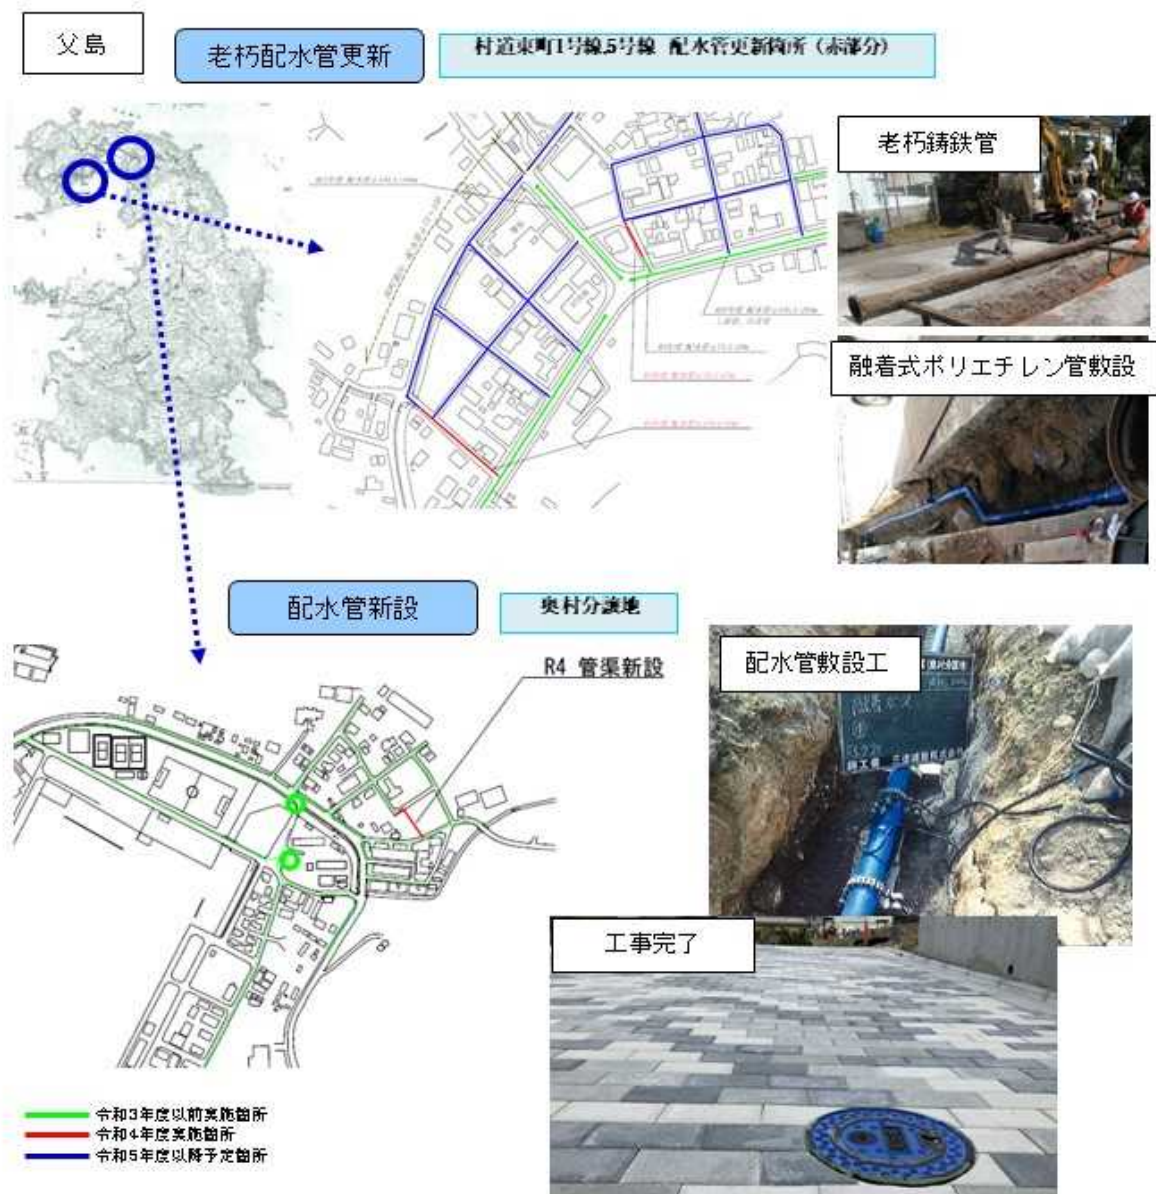 父島
老朽配水管更新
村道東町1号線,5号線 配水管更新箇所（赤部分）
老朽鋳鉄管
融着式ポリエチレン管敷設
配水管新設
奥村分譲地
R4 管渠新設
配水管敷設工
工事完了
令和3年度以前実施箇所
令和4年度実施箇所
令和5年度以降予定箇所